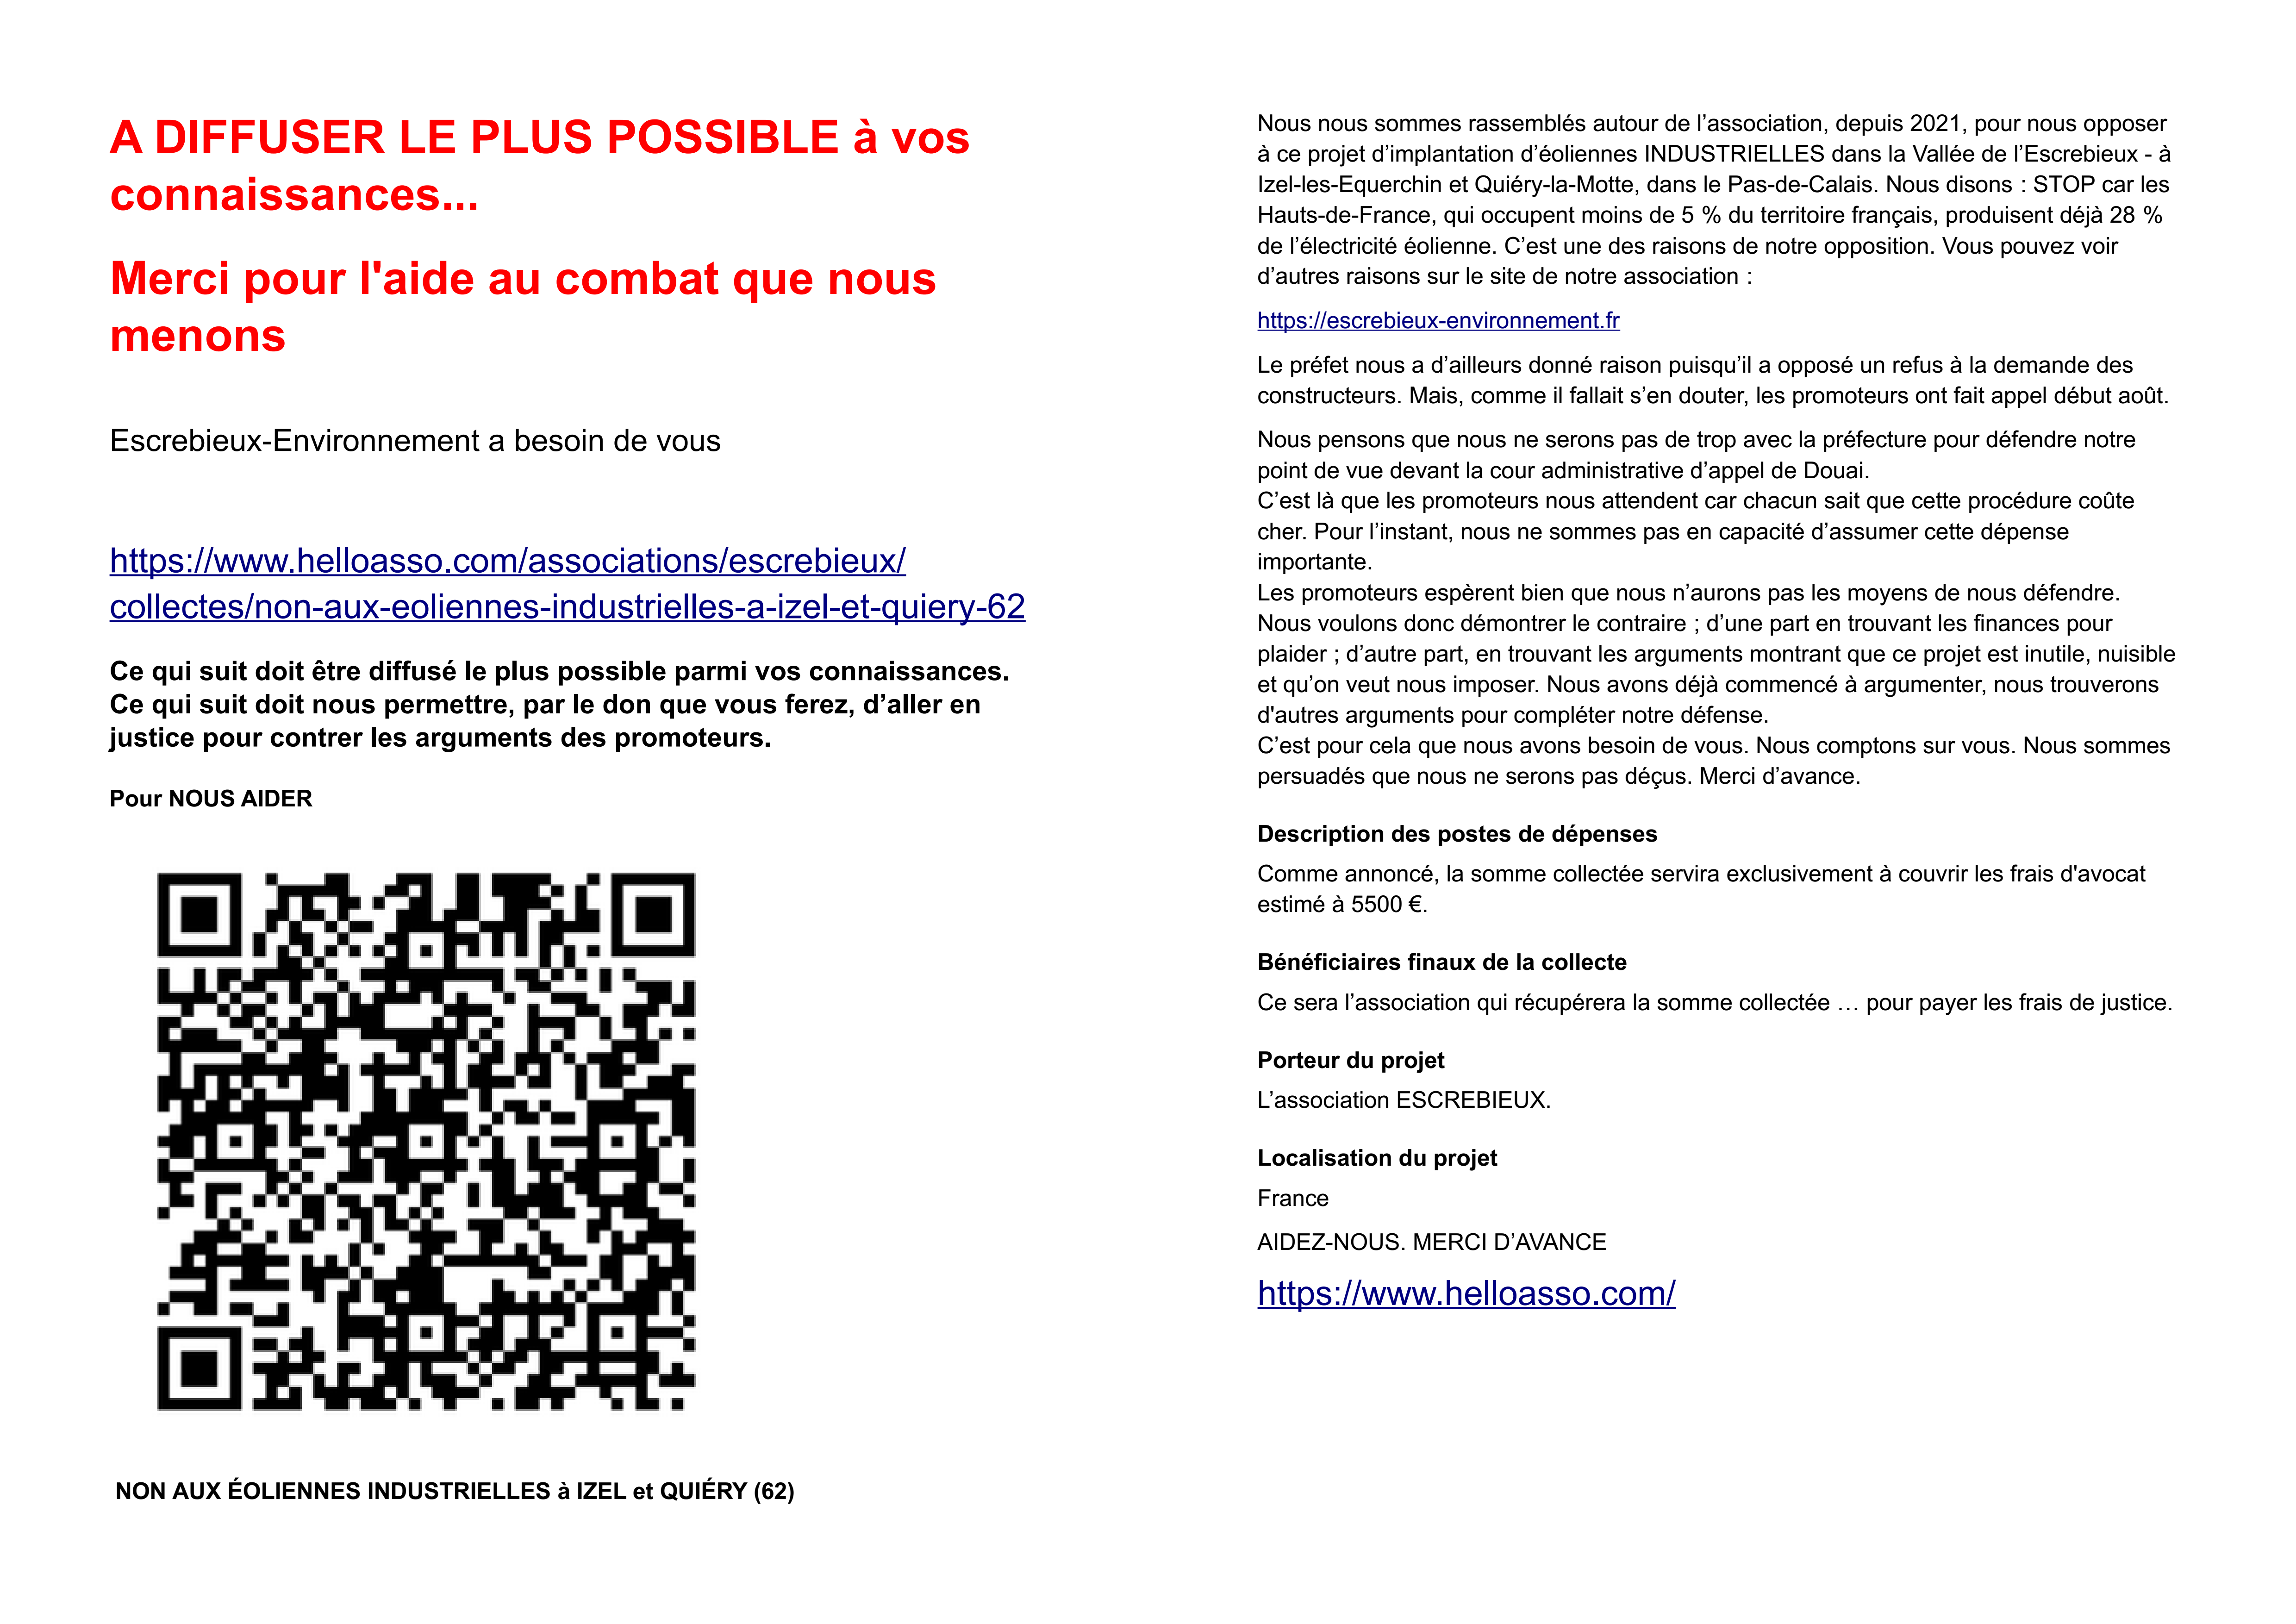 A DIFFUSER LE PLUS POSSIBLE à vos
connaissances...
Merci pour l'aide au combat que nous
menons
Escrebieux-Environnement a besoin de vous
https://www.helloasso.com/associations/escrebieux/
collectes/non-aux-eoliennes-industrielles-a-izel-et-quiery-62
Ce qui suit doit être diffusé le plus possible parmi vos connaissances.
Ce qui suit doit nous permettre, par le don que vous ferez, d’aller en
justice pour contrer les arguments des promoteurs.
Pour NOUS AIDER
NON AUX ÉOLIENNES INDUSTRIELLES à IZEL et QUIÉRY (62)
Nous nous sommes rassemblés autour de l’association, depuis 2021, pour nous opposer
à ce projet d’implantation d’éoliennes INDUSTRIELLES dans la Vallée de l’Escrebieux - à
Izel-les-Equerchin et Quiéry-la-Motte, dans le Pas-de-Calais. Nous disons : STOP car les
Hauts-de-France, qui occupent moins de 5 % du territoire français, produisent déjà 28 %
de l’électricité éolienne. C’est une des raisons de notre opposition. Vous pouvez voir
d’autres raisons sur le site de notre association :
https://escrebieux-environnement.fr
Le préfet nous a d’ailleurs donné raison puisqu’il a opposé un refus à la demande des
constructeurs. Mais, comme il fallait s’en douter, les promoteurs ont fait appel début août.
Nous pensons que nous ne serons pas de trop avec la préfecture pour défendre notre
point de vue devant la cour administrative d’appel de Douai.
C’est là que les promoteurs nous attendent car chacun sait que cette procédure coûte
cher. Pour l’instant, nous ne sommes pas en capacité d’assumer cette dépense
importante.
Les promoteurs espèrent bien que nous n’aurons pas les moyens de nous défendre.
Nous voulons donc démontrer le contraire ; d’une part en trouvant les finances pour
plaider ; d’autre part, en trouvant les arguments montrant que ce projet est inutile, nuisible
et qu’on veut nous imposer. Nous avons déjà commencé à argumenter, nous trouverons
d'autres arguments pour compléter notre défense.
C’est pour cela que nous avons besoin de vous. Nous comptons sur vous. Nous sommes
persuadés que nous ne serons pas déçus. Merci d’avance.
Description des postes de dépenses
Comme annoncé, la somme collectée servira exclusivement à couvrir les frais d'avocat
estimé à 5500 €.
Bénéficiaires finaux de la collecte
Ce sera l’association qui récupérera la somme collectée … pour payer les frais de justice.
Porteur du projet
L’association ESCREBIEUX.
Localisation du projet
France
AIDEZ-NOUS. MERCI D’AVANCE
https://www.helloasso.com/